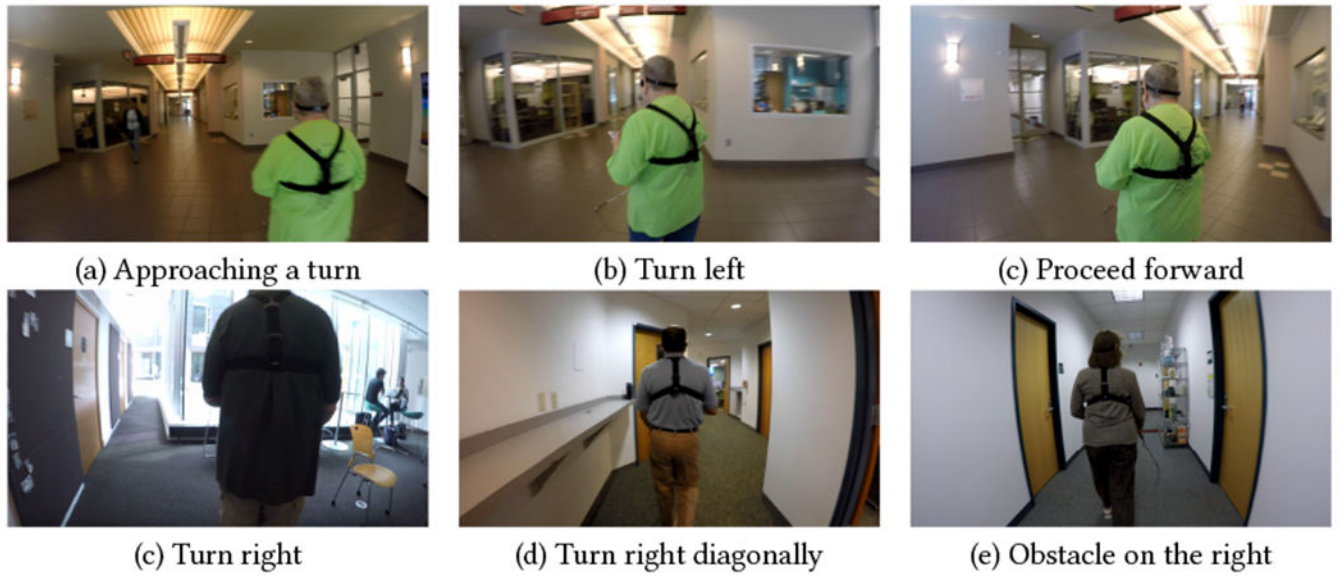 (a) Approaching a turn
(b) Turn left
(c) Proceed forward
(c) Turn right
(d) Turn right diagonally
(e) Obstacle on the right